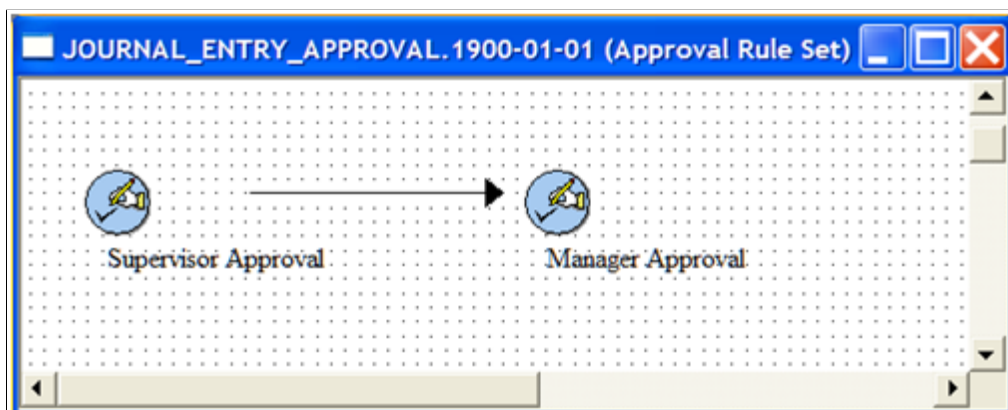 JOURNAL_ENTRY_APPROVAL.1900-01-01 (Approval Rule Set)
Supervisor Approval
Manager Approval